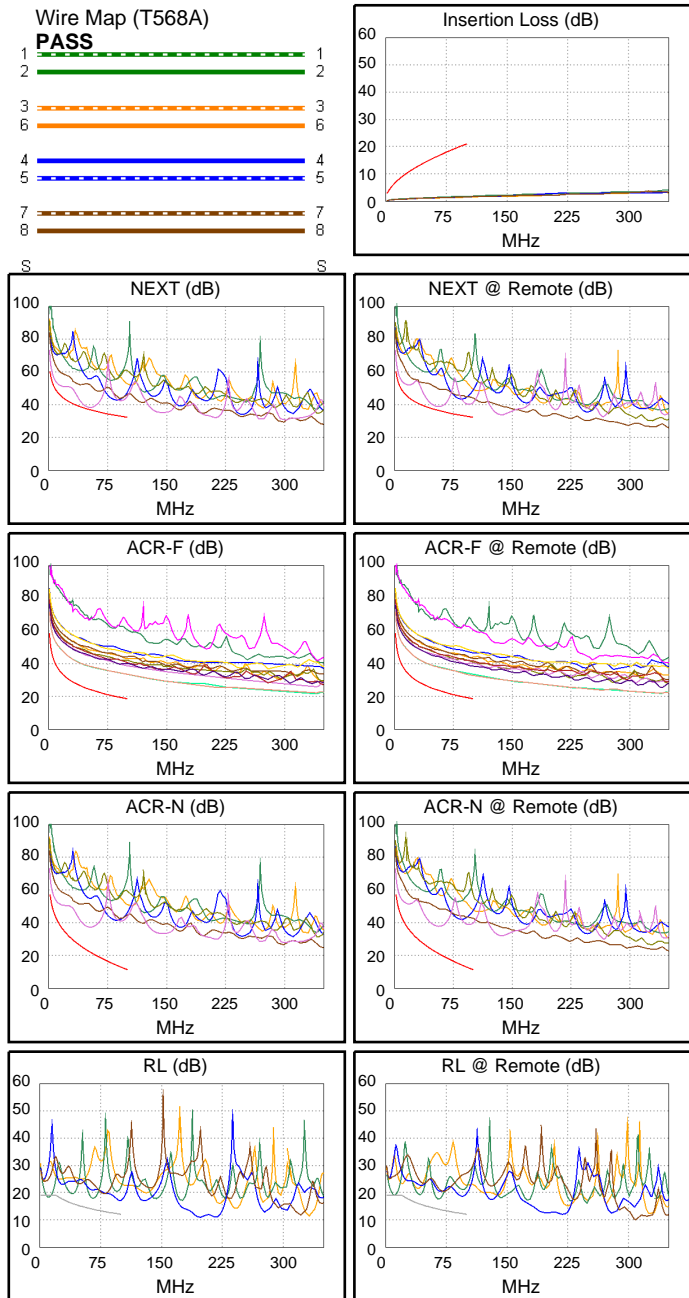 Wire Map (T568A)
PASS
1 1
2 2
3 3
6 6
4 4
5 5
7 7
8 8
S S
Insertion Loss (dB)
60
50
40
30
20
10
0
0 75 150 225 300
MHz
NEXT (dB)
100
80
60
40
20
0
0 75 150 225 300
MHz
NEXT @ Remote (dB)
100
80
60
40
20
0
0 75 150 225 300
MHz
ACR-F (dB)
100
80
60
40
20
0
0 75 150 225 300
MHz
ACR-F @ Remote (dB)
100
80
60
40
20
0
0 75 150 225 300
MHz
ACR-N (dB)
100
80
60
40
20
0
0 75 150 225 300
MHz
ACR-N @ Remote (dB)
100
80
60
40
20
0
0 75 150 225 300
MHz
RL (dB)
60
50
40
30
20
10
0
0 75 150 225 300
MHz
RL @ Remote (dB)
60
50
40
30
20
10
0
0 75 150 225 300
MHz